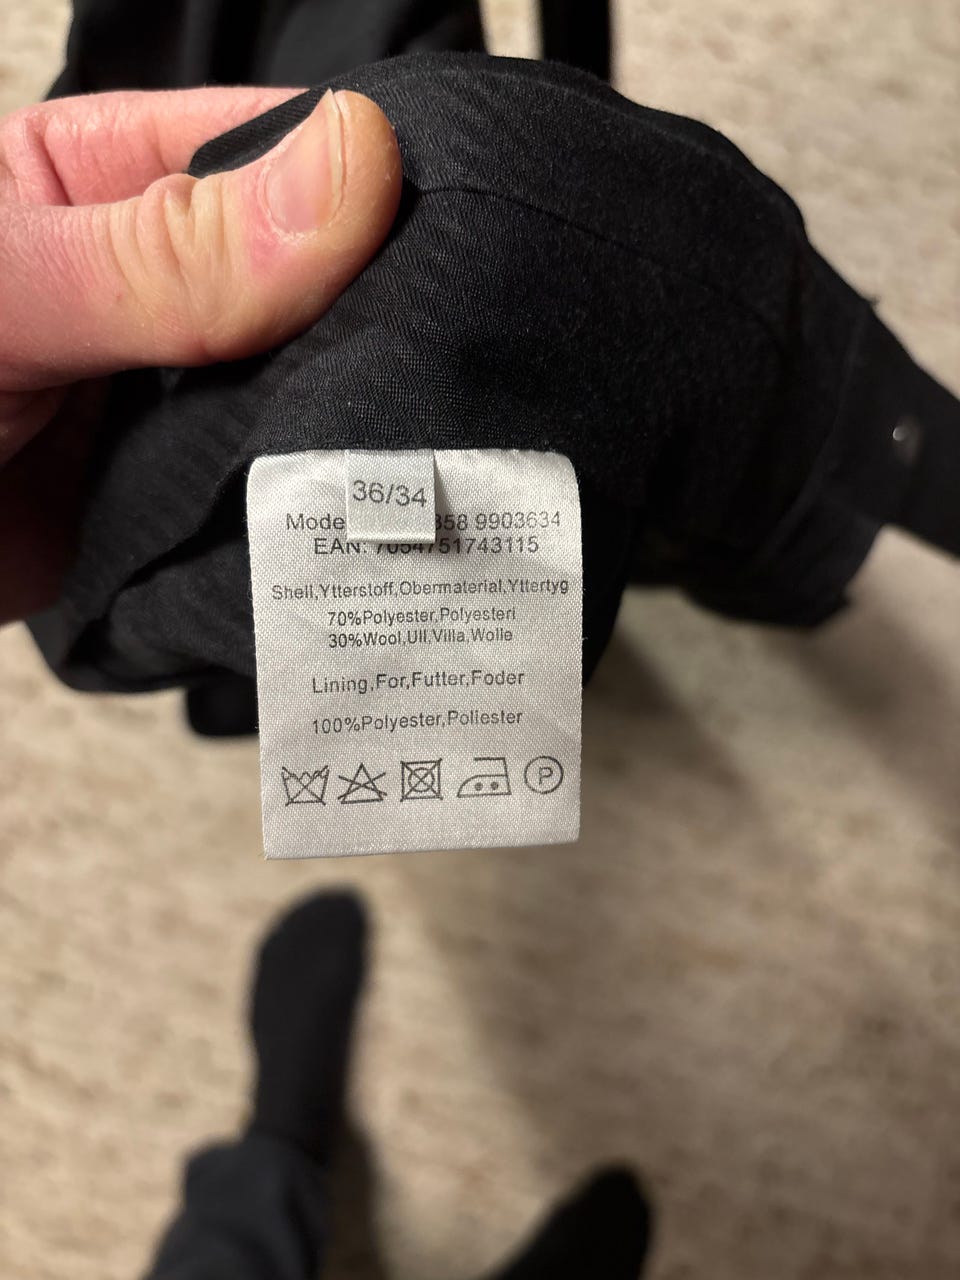 36/34
Mode 358 9903634
EAN: 7054751743115
Shell,Ytterstoff,Obermaterial,Yttertyg
70%Polyester,Polyesteri
30%Wool,Ull,Villa,Wolle
Lining,For,Futter,Foder
100%Polyester,Poliester
P